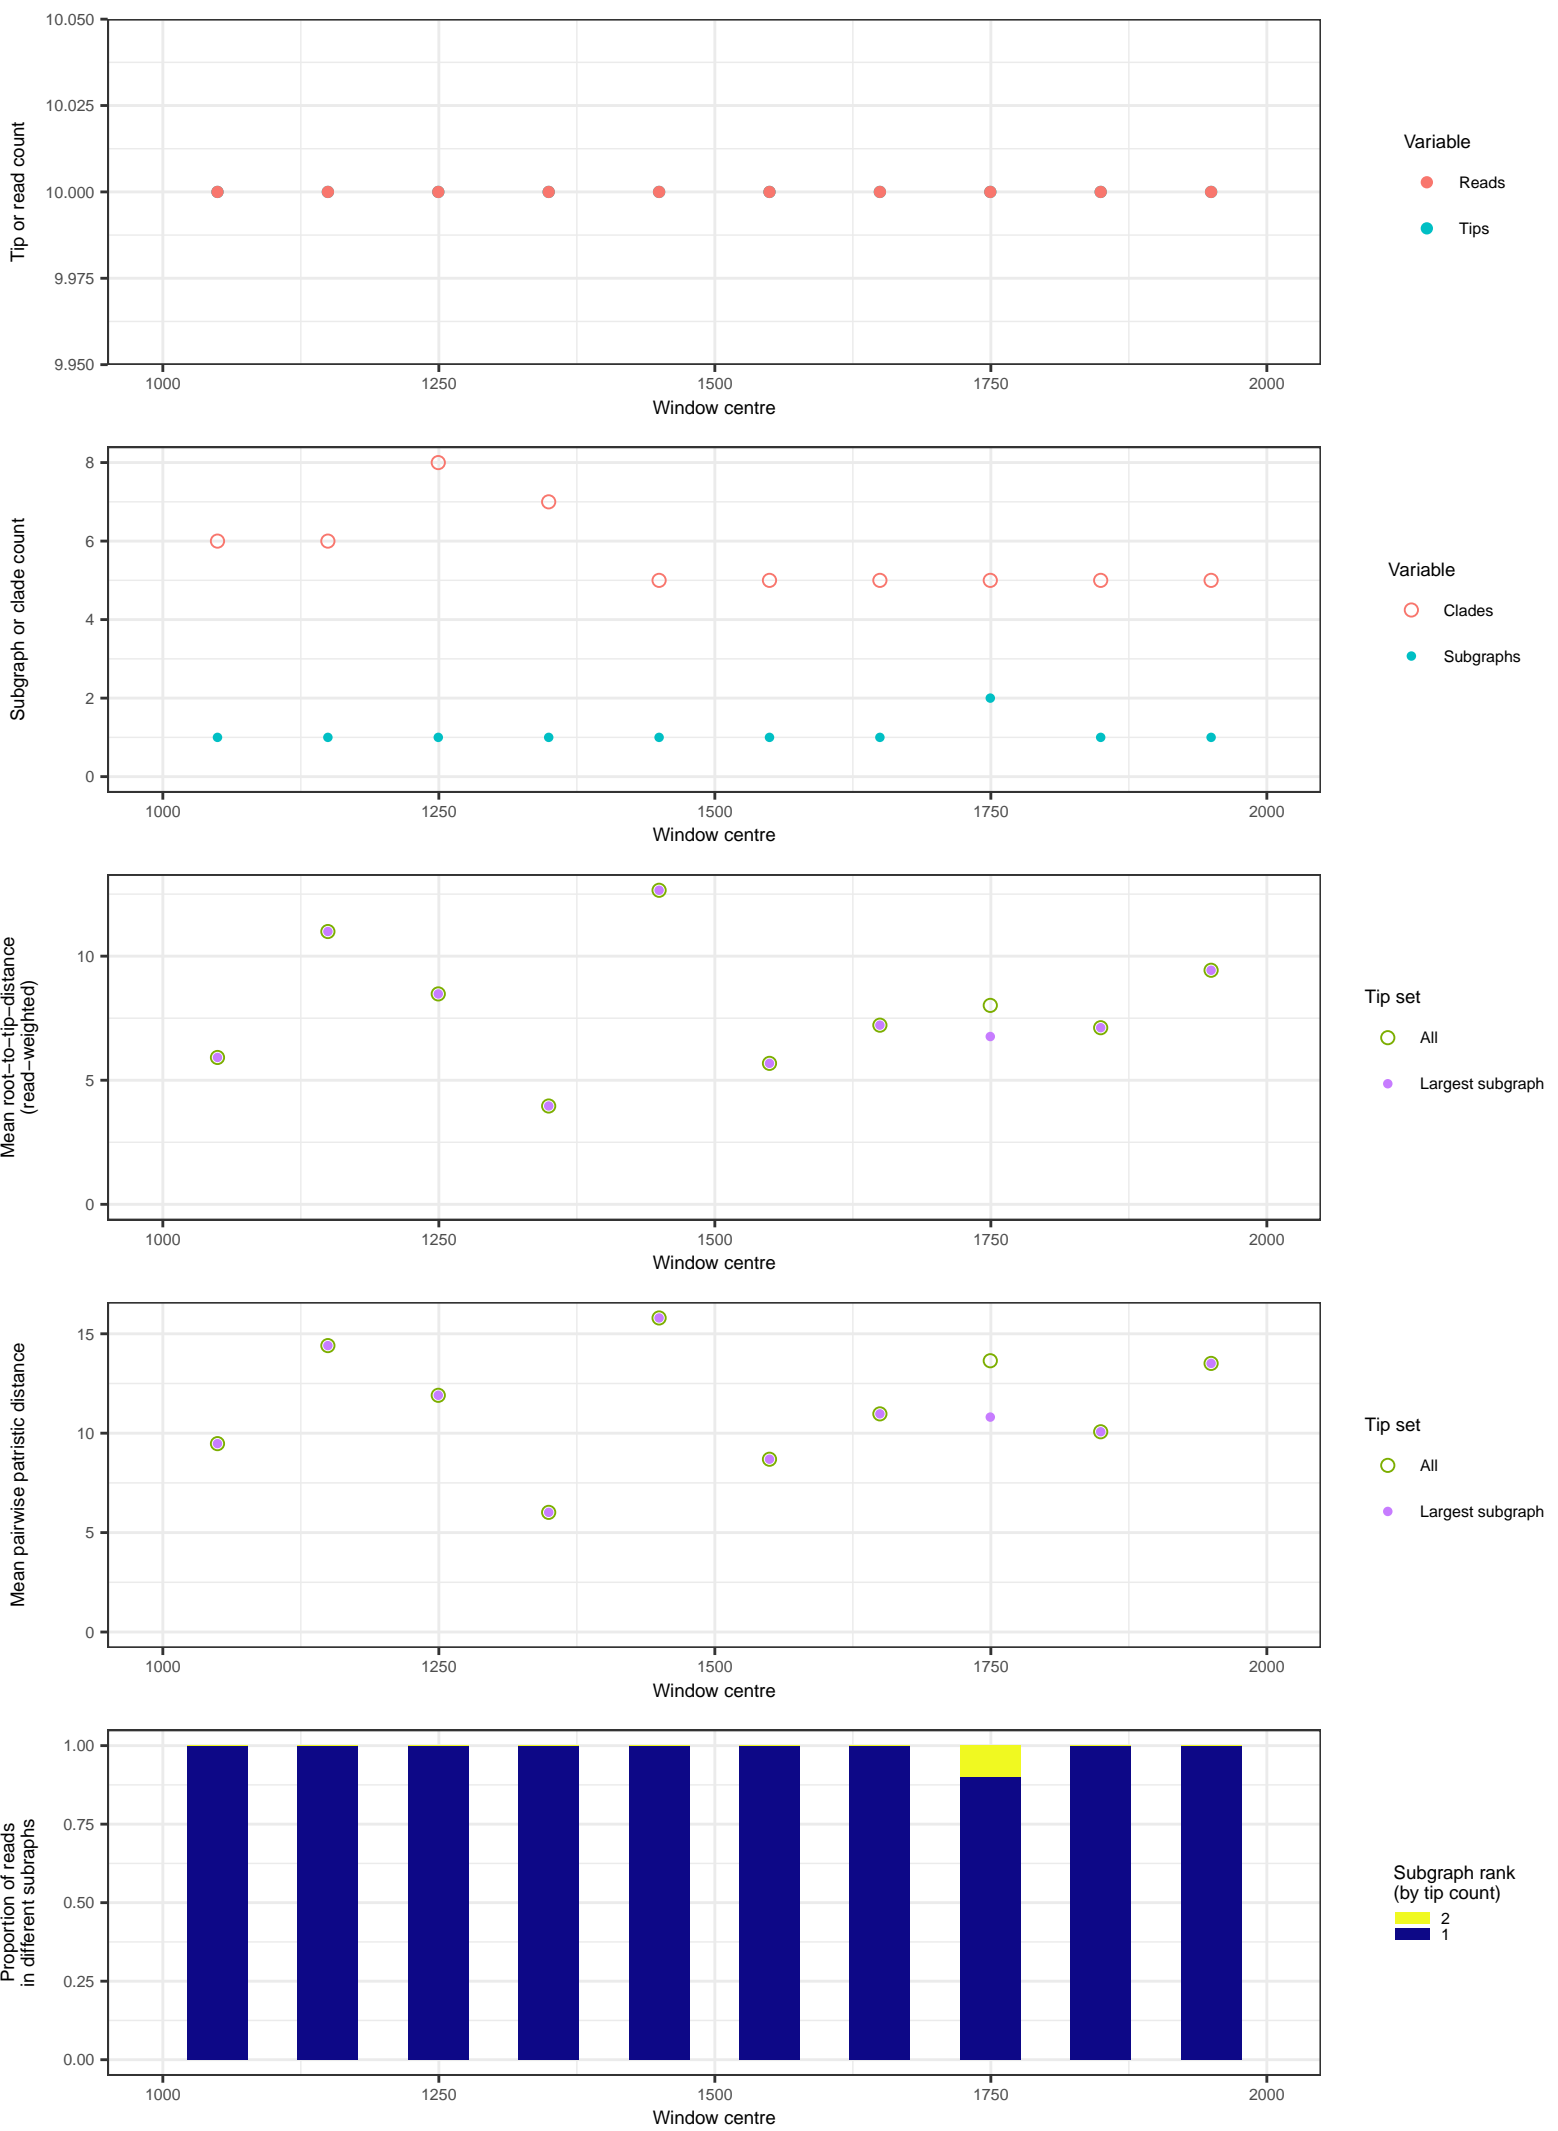 10.050
10.025
10.000
9.975
9.950
Tip or read count
1000 1250 1500 1750 2000
Window centre
Variable
Reads
Tips
8
6
4
2
0
Subgraph or clade count
1000 1250 1500 1750 2000
Window centre
Variable
Clades
Subgraphs
10
5
0
Mean root−to−tip−distance
(read−weighted)
1000 1250 1500 1750 2000
Window centre
Tip set
All
Largest subgraph
15
10
5
0
Mean pairwise patristic distance
1000 1250 1500 1750 2000
Window centre
Tip set
All
Largest subgraph
1.00
0.75
0.50
0.25
0.00
Proportion of reads
in different subraphs
1000 1250 1500 1750 2000
Window centre
Subgraph rank
(by tip count)
2
1